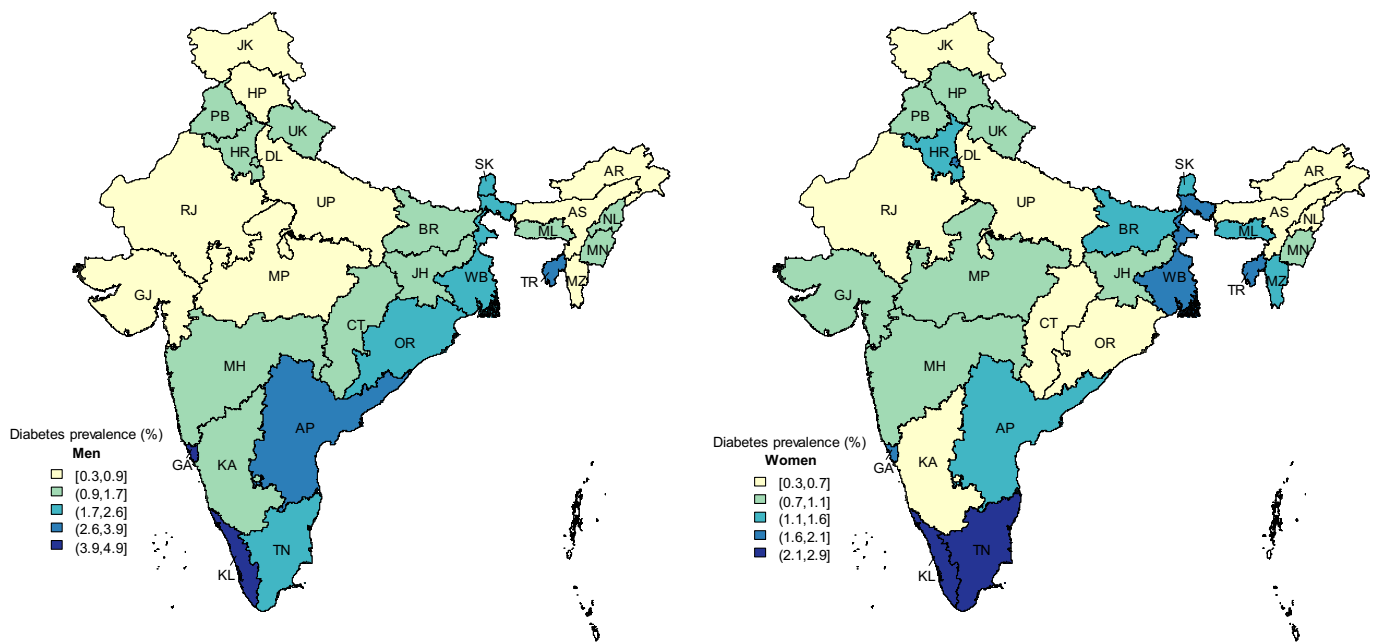 JK
HP
PB
UK
HR
DL
SK
AR
RJ
UP
AS
NL
BR
ML
MN
JH
MP
WB
TR
MZ
GJ
CT
OR
MH
AP
GA
KA
TN
KL
Diabetes prevalence (%)
Men
[0.3,0.9]
(0.9,1.7]
(1.7,2.6]
(2.6,3.9]
(3.9,4.9]
JK
HP
PB
UK
HR
DL
SK
AR
RJ
UP
AS
NL
BR
ML
MN
JH
MP
WB
TR
MZ
GJ
CT
OR
MH
AP
GA
KA
TN
KL
Diabetes prevalence (%)
Women
[0.3,0.7]
(0.7,1.1]
(1.1,1.6]
(1.6,2.1]
(2.1,2.9]